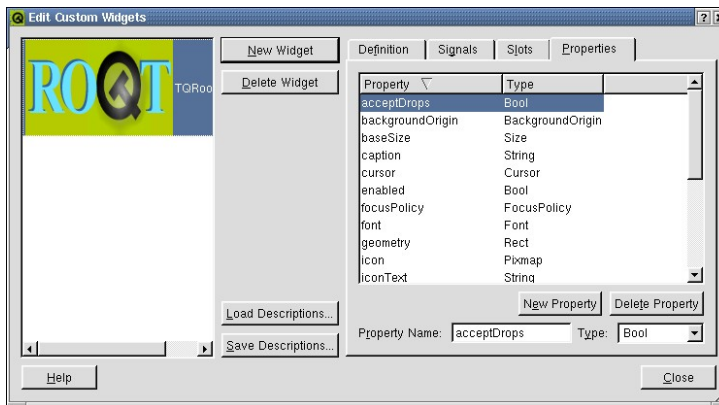 Edit Custom Widgets
ROQT
TQRoo
New Widget
Delete Widget
Load Descriptions...
Save Descriptions...
Definition
Signals
Slots
Properties
Property Type
acceptDrops Bool
backgroundOrigin BackgroundOrigin
baseSize Size
caption String
cursor Cursor
enabled Bool
focusPolicy FocusPolicy
font Font
geometry Rect
icon Pixmap
iconText String
New Property
Delete Property
Property Name: acceptDrops Type: Bool
Help
Close